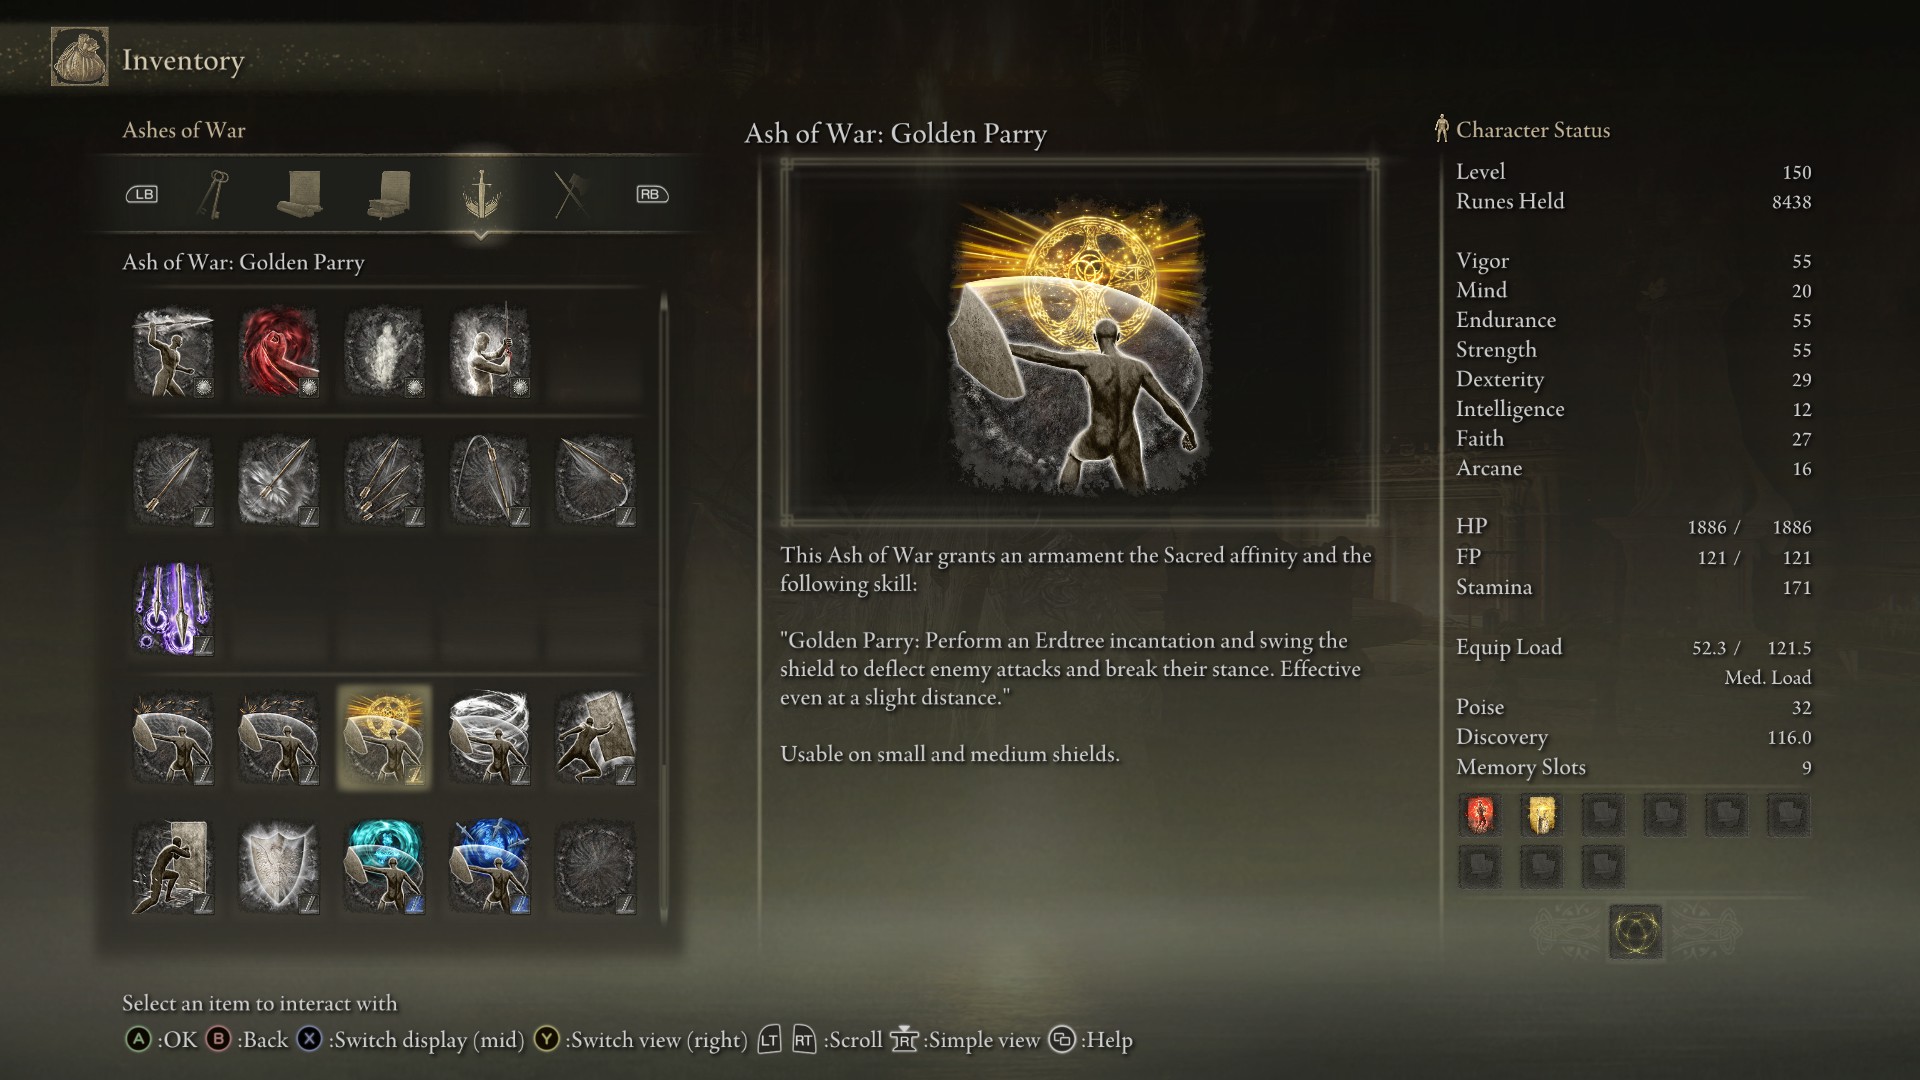 Inventory
Ashes of War
LB
RB
Ash of War: Golden Parry
Ash of War: Golden Parry
This Ash of War grants an armament the Sacred affinity and the
following skill:
"Golden Parry: Perform an Erdtree incantation and swing the
shield to deflect enemy attacks and break their stance. Effective
even at a slight distance."
Usable on small and medium shields.
Character Status
Level 150
Runes Held 8438
Vigor 55
Mind 20
Endurance 55
Strength 55
Dexterity 29
Intelligence 12
Faith 27
Arcane 16
HP 1886 / 1886
FP 121 / 121
Stamina 171
Equip Load 52.3 / 121.5
Med. Load
Poise 32
Discovery 116.0
Memory Slots 9
Select an item to interact with
A :OK B :Back X :Switch display (mid) Y :Switch view (right) LT RT :Scroll R :Simple view :Help